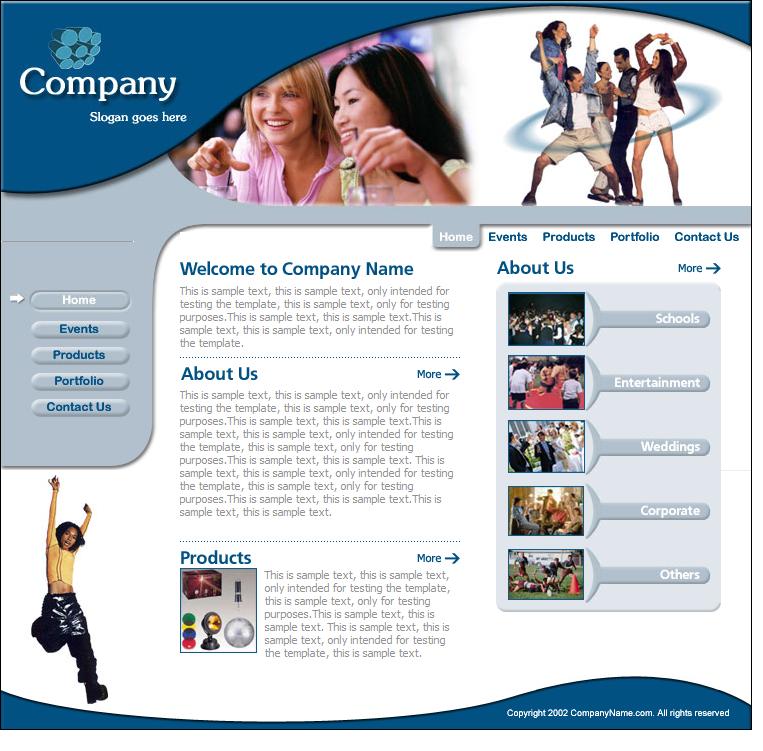 Company
Slogan goes here
Home Events Products Portfolio Contact Us
Home
Events
Products
Portfolio
Contact Us
Welcome to Company Name
This is sample text, this is sample text, only intended for
testing the template, this is sample text, only for testing
purposes.This is sample text, this is sample text.This is
sample text, this is sample text, only intended for testing
the template.
About Us More
This is sample text, this is sample text, only intended for
testing the template, this is sample text, only for testing
purposes.This is sample text, this is sample text.This is
sample text, this is sample text, only intended for testing
the template, this is sample text, only for testing
purposes.This is sample text, this is sample text. This is
sample text, this is sample text, only intended for testing
the template, this is sample text, only for testing
purposes.This is sample text, this is sample text.This is
sample text, this is sample text.
Products More
This is sample text, this is sample text,
only intended for testing the template,
this is sample text, only for testing
purposes.This is sample text, this is
sample text. This is sample text, this is
sample text, only intended for testing
the template, this is sample text.
About Us More
Schools
Entertainment
Weddings
Corporate
Others
Copyright 2002 CompanyName.com. All rights reserved